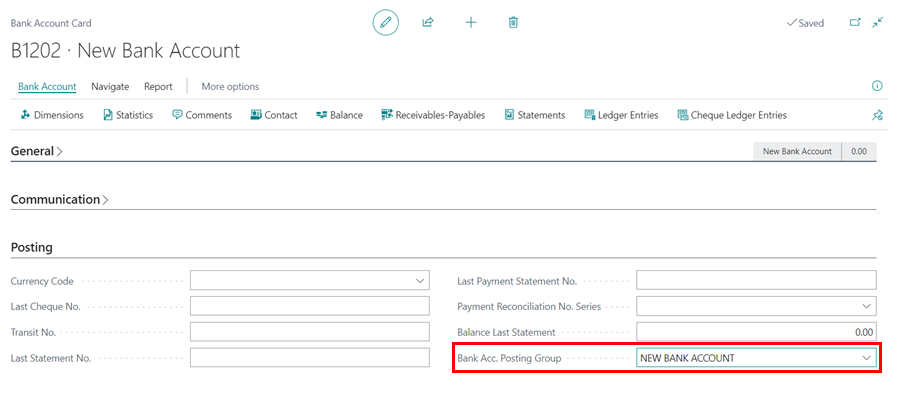 Bank Account Card
Saved
B1202 · New Bank Account
Bank Account Navigate Report More options
Dimensions Statistics Comments Contact Balance Receivables-Payables Statements Ledger Entries Cheque Ledger Entries
General New Bank Account 0.00
Communication
Posting
Currency Code Last Payment Statement No.
Last Cheque No. Payment Reconciliation No. Series
Transit No. Balance Last Statement 0.00
Last Statement No. Bank Acc. Posting Group NEW BANK ACCOUNT